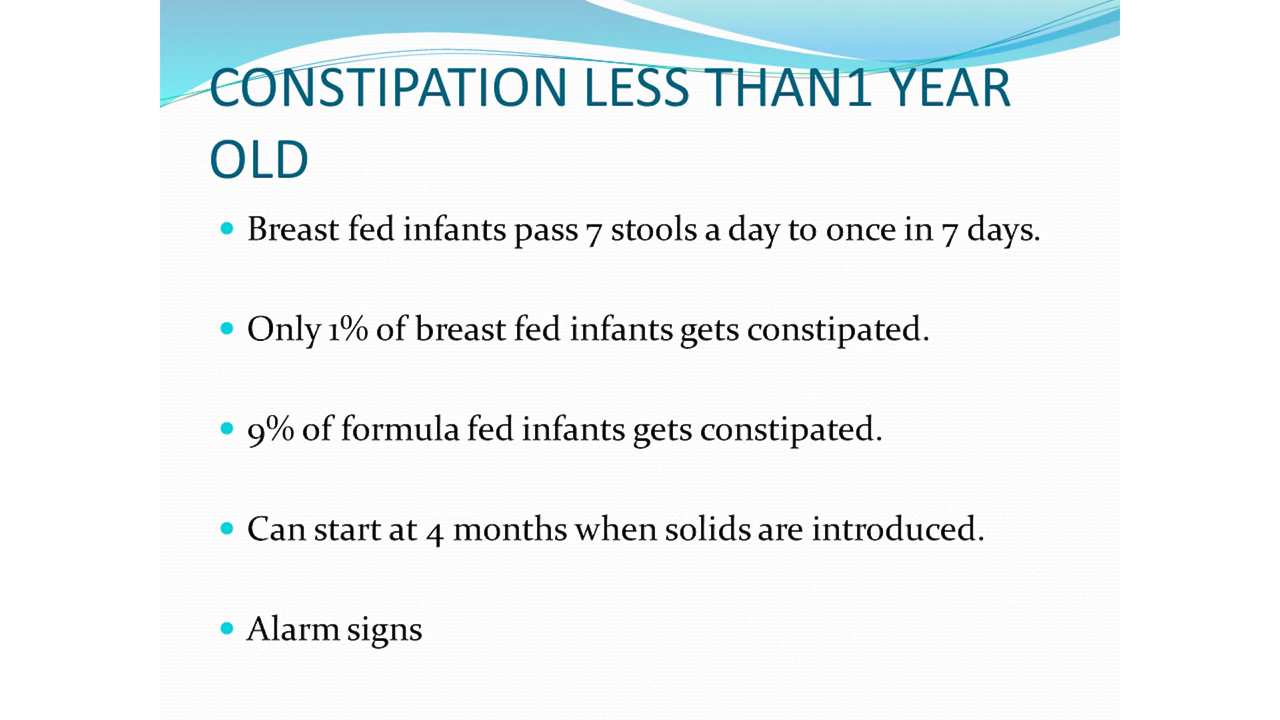 CONSTIPATION LESS THAN1 YEAR
OLD
• Breast fed infants pass 7 stools a day to once in 7 days.
• Only 1% of breast fed infants gets constipated.
• 9% of formula fed infants gets constipated.
• Can start at 4 months when solids are introduced.
• Alarm signs